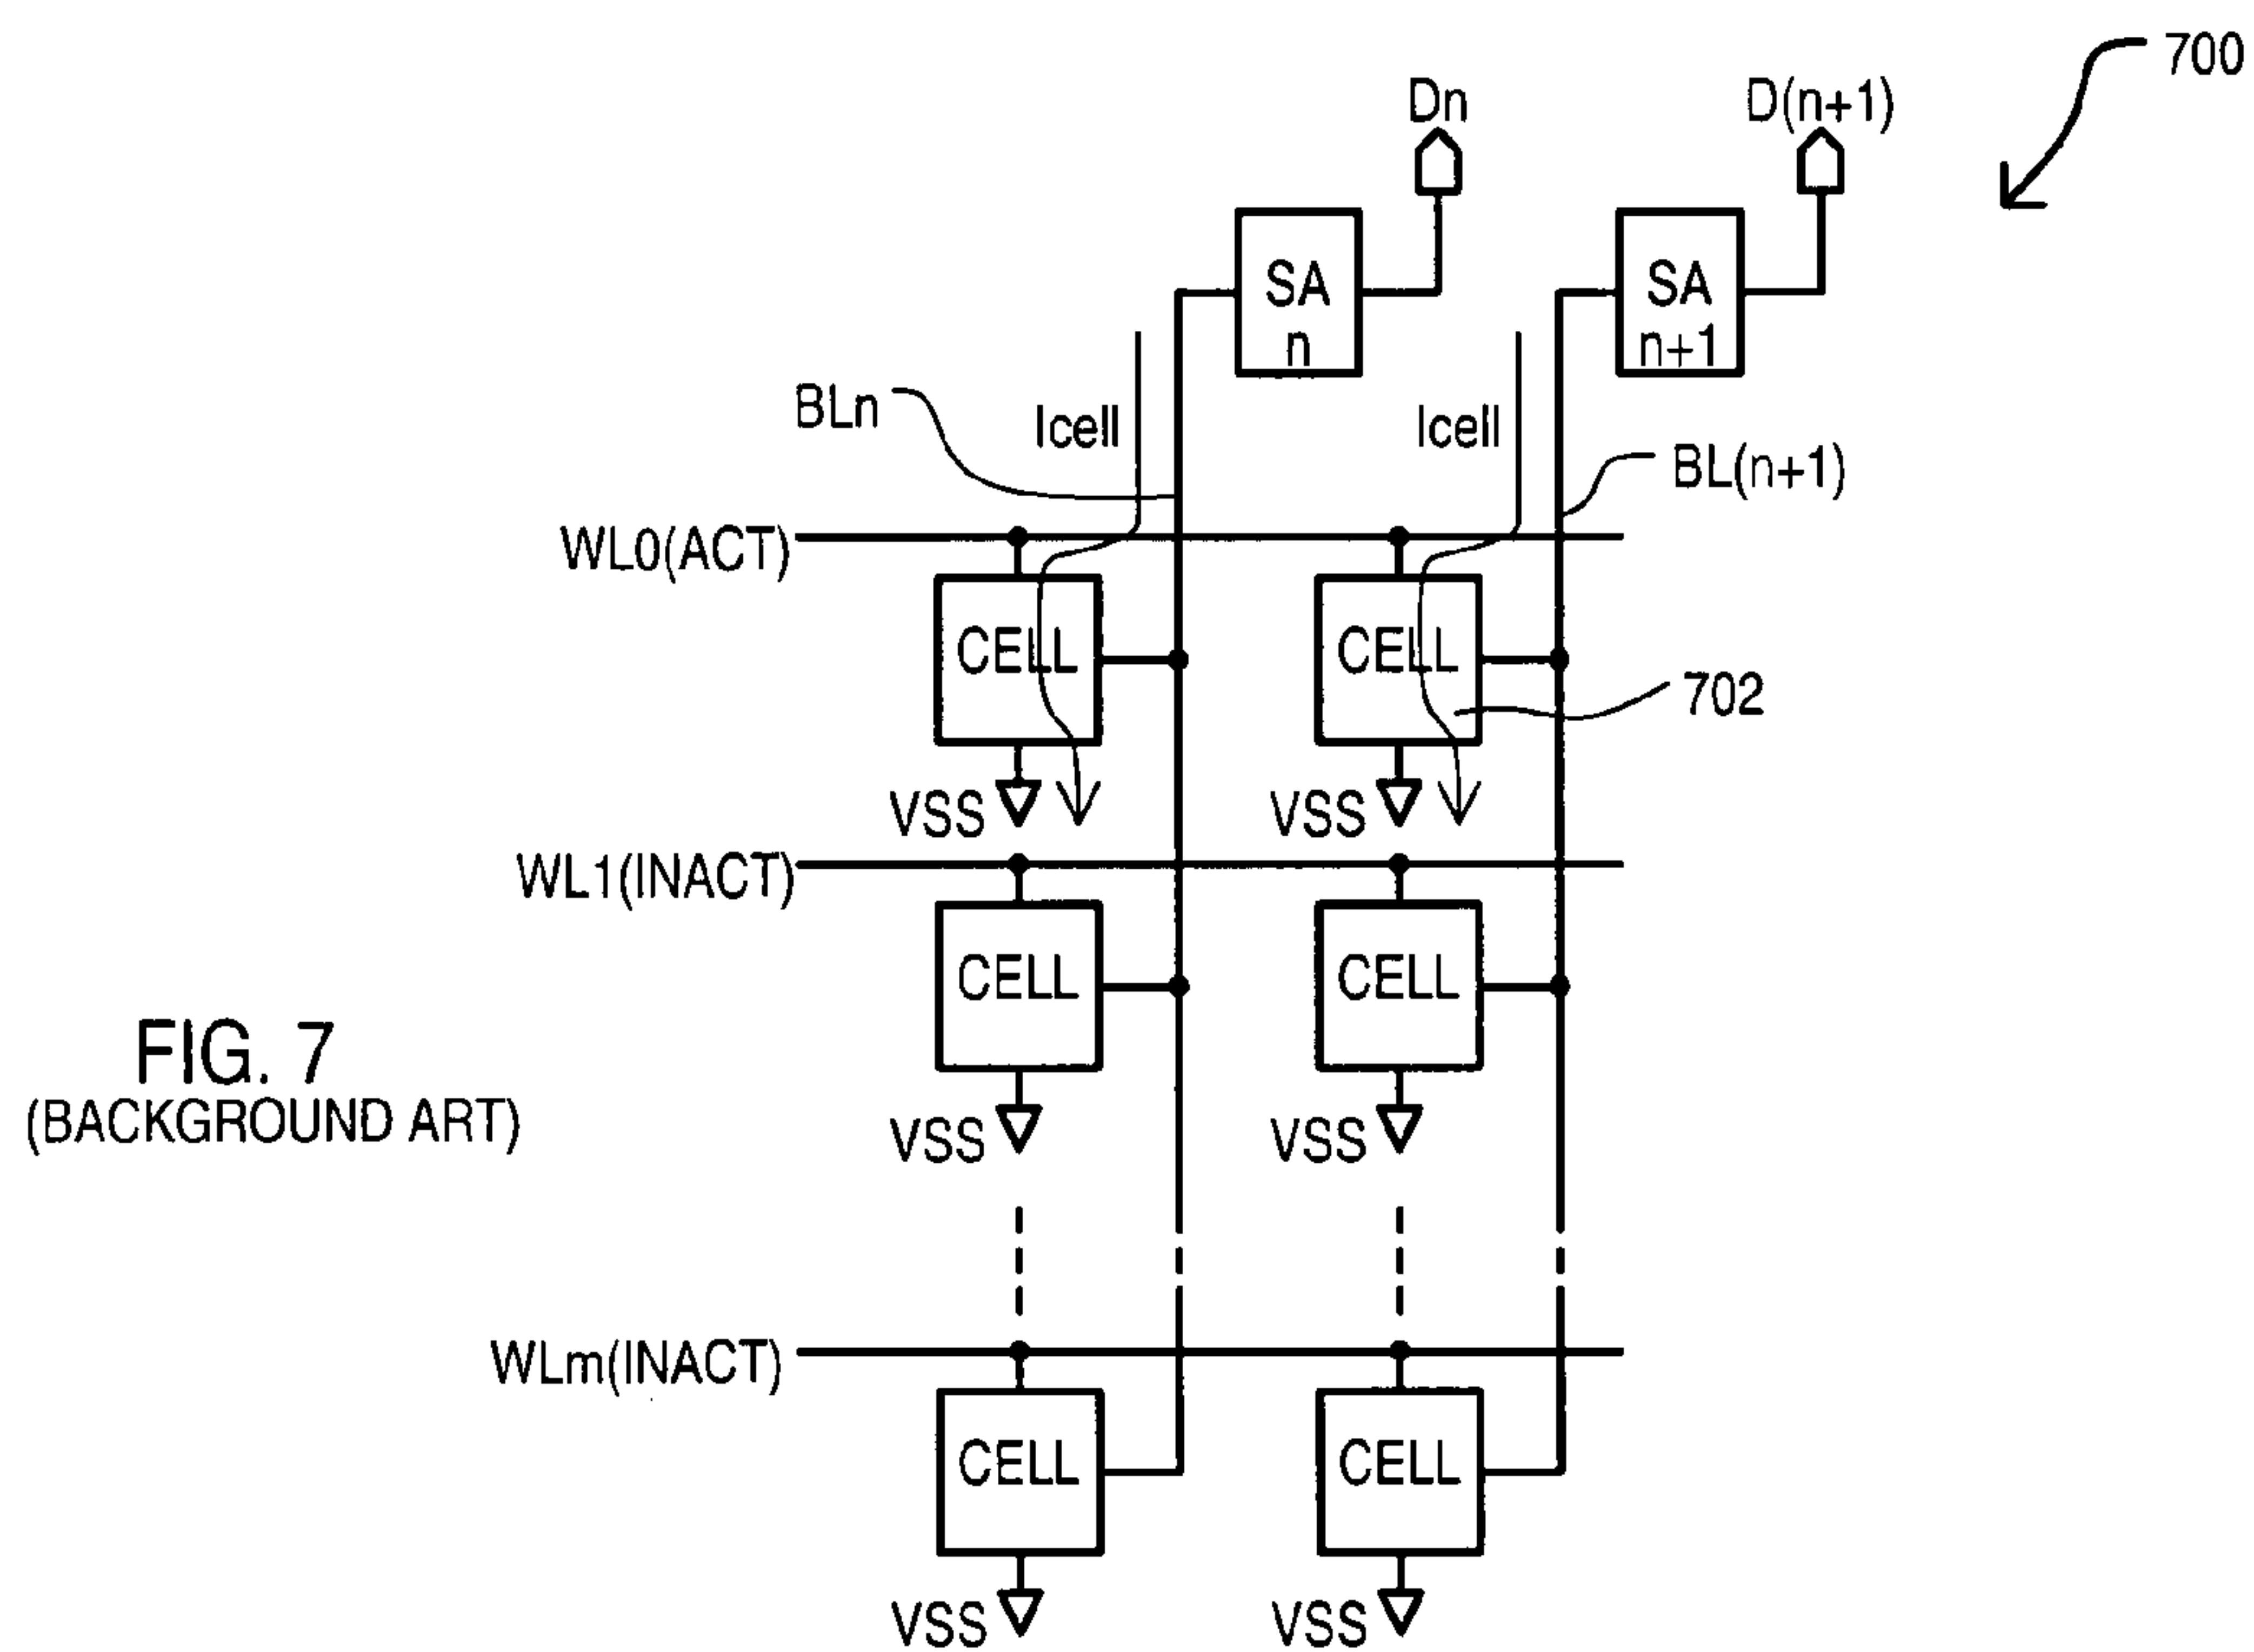 700
Dn
D(n+1)
SA
n
SA
n+1
BLn
Icell
Icell
BL(n+1)
WL0(ACT)
CELL
CELL
702
VSS
VSS
WL1(INACT)
CELL
CELL
FIG. 7
(BACKGROUND ART)
VSS
VSS
WLm(INACT)
CELL
CELL
VSS
VSS